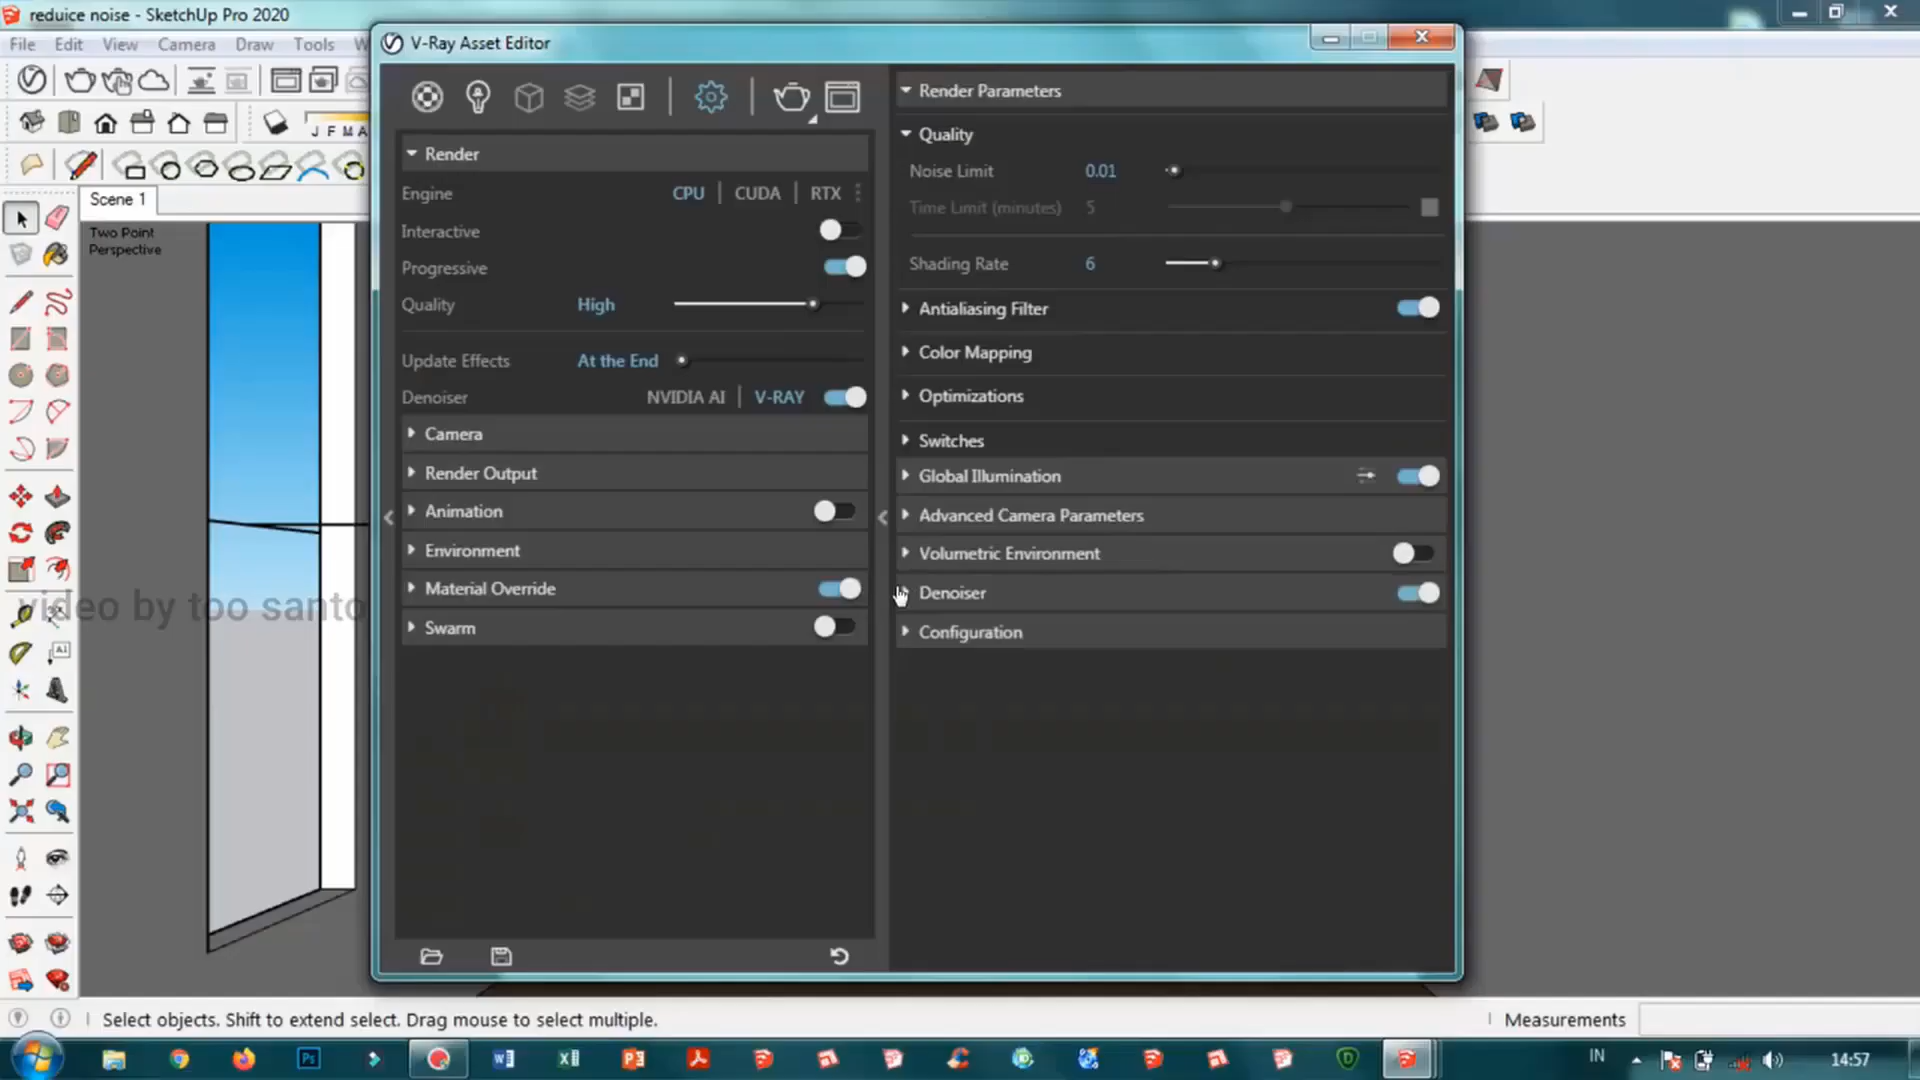 reduice noise - SketchUp Pro 2020
File Edit View Camera Draw Tools W
V-Ray Asset Editor
J F M A
Scene 1
Two Point
Perspective
Render
Engine CPU | CUDA | RTX
Interactive
Progressive
Quality High
Update Effects At the End
Denoiser NVIDIA AI | V-RAY
Camera
Render Output
Animation
Environment
Material Override
Swarm
Render Parameters
Quality
Noise Limit 0.01
Time Limit (minutes) 5
Shading Rate 6
Antialiasing Filter
Color Mapping
Optimizations
Switches
Global Illumination
Advanced Camera Parameters
Volumetric Environment
Denoiser
Configuration
video by too santo
Select objects. Shift to extend select. Drag mouse to select multiple.
Measurements
IN
14:57